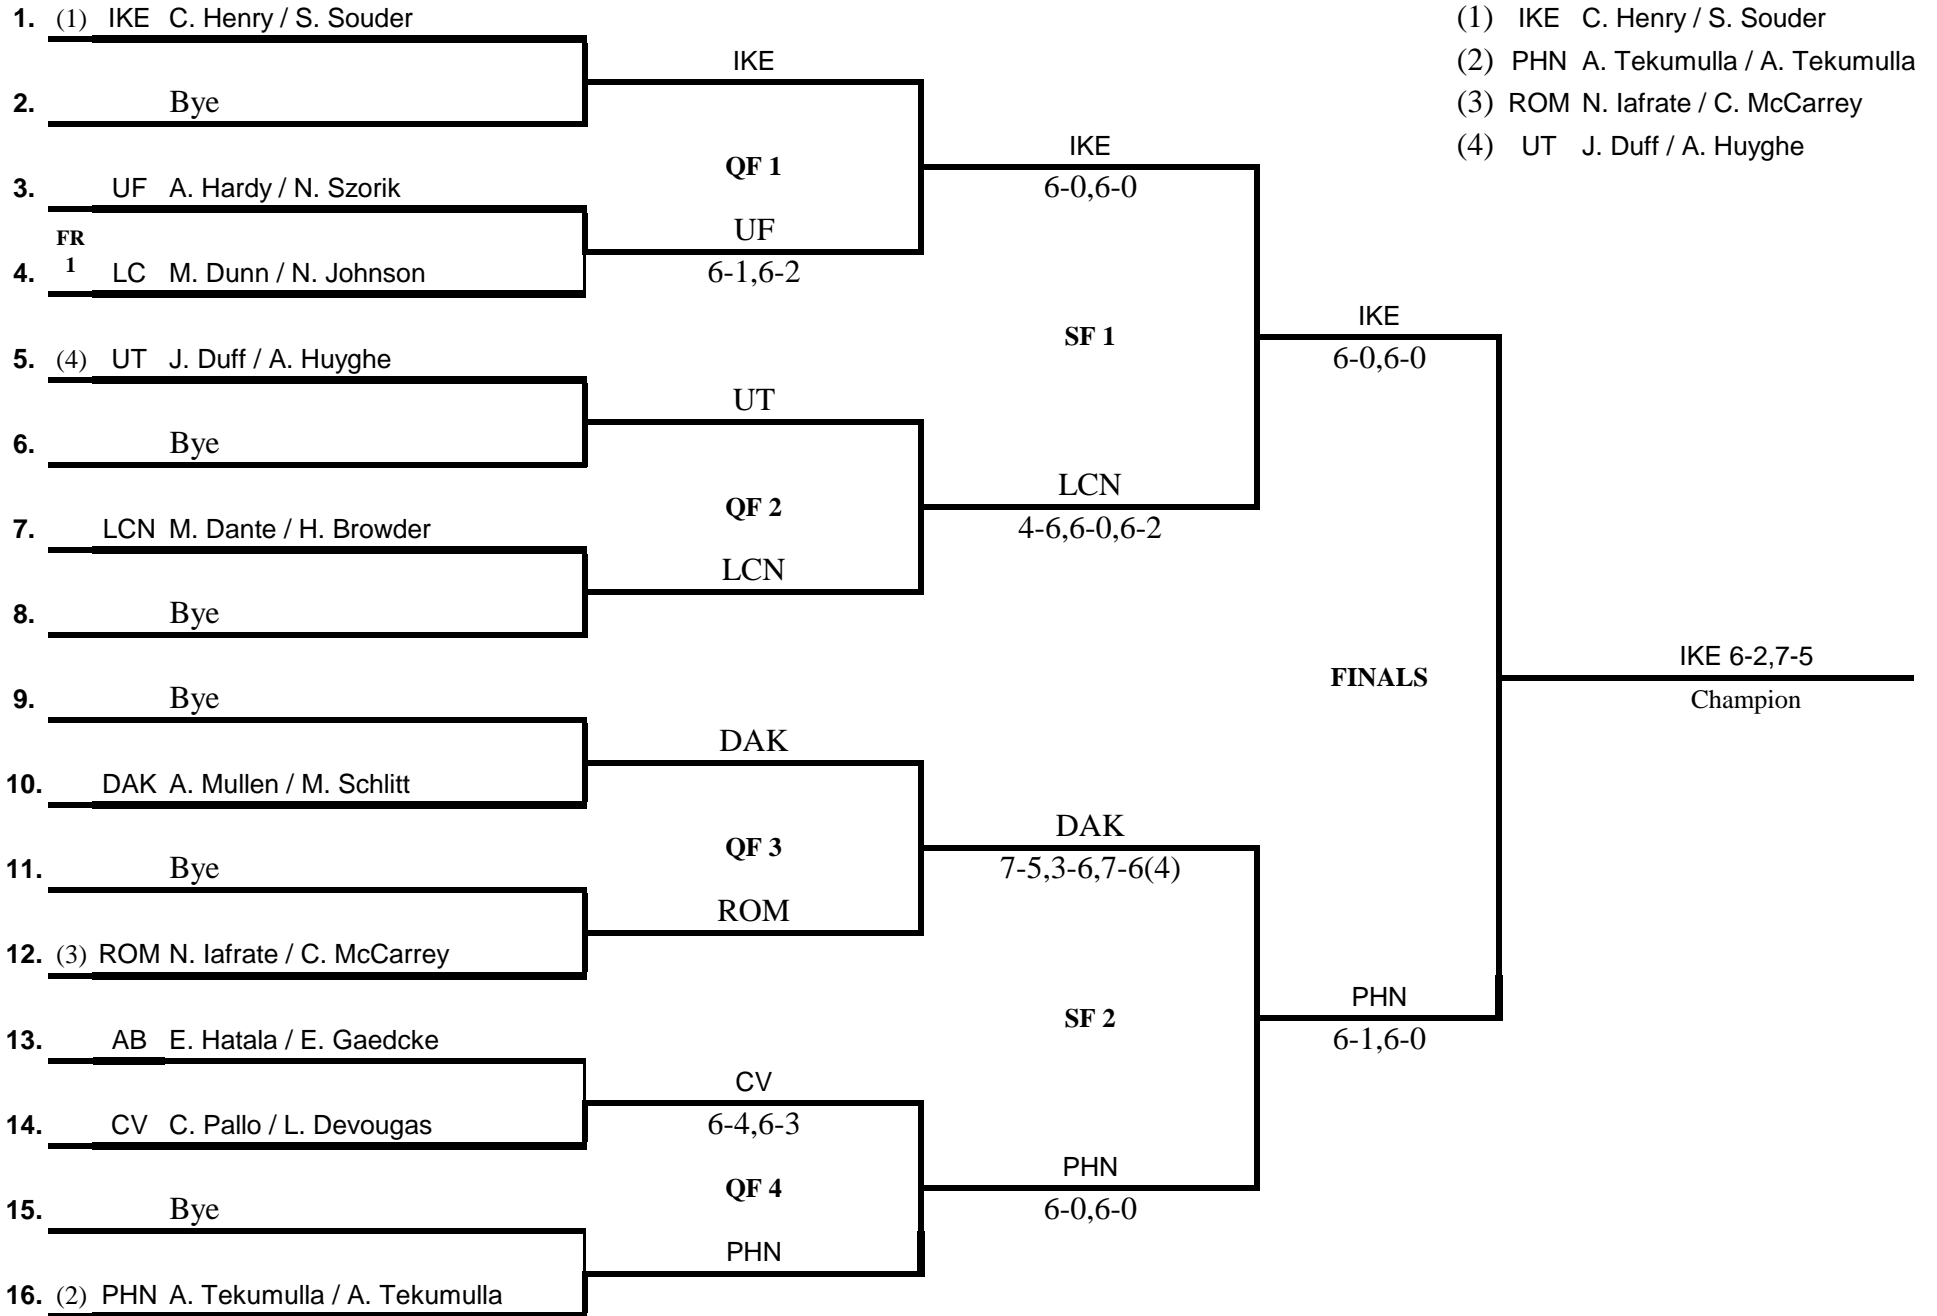 1. (1) IKE C. Henry / S. Souder
(1) IKE C. Henry / S. Souder
IKE
(2) PHN A. Tekumulla / A. Tekumulla
2. Bye
(3) ROM N. Iafrate / C. McCarrey
IKE
(4) UT J. Duff / A. Huyghe
QF 1
3. UF A. Hardy / N. Szorik
6-0,6-0
UF
FR
1
4. LC M. Dunn / N. Johnson
6-1,6-2
IKE
SF 1
5. (4) UT J. Duff / A. Huyghe
6-0,6-0
UT
6. Bye
LCN
QF 2
7. LCN M. Dante / H. Browder
4-6,6-0,6-2
LCN
8. Bye
IKE 6-2,7-5
FINALS
9. Bye
Champion
DAK
10. DAK A. Mullen / M. Schlitt
DAK
QF 3
11. Bye
7-5,3-6,7-6(4)
ROM
12. (3) ROM N. Iafrate / C. McCarrey
PHN
SF 2
13. AB E. Hatala / E. Gaedcke
6-1,6-0
CV
14. CV C. Pallo / L. Devougas
6-4,6-3
PHN
QF 4
15. Bye
6-0,6-0
PHN
16. (2) PHN A. Tekumulla / A. Tekumulla